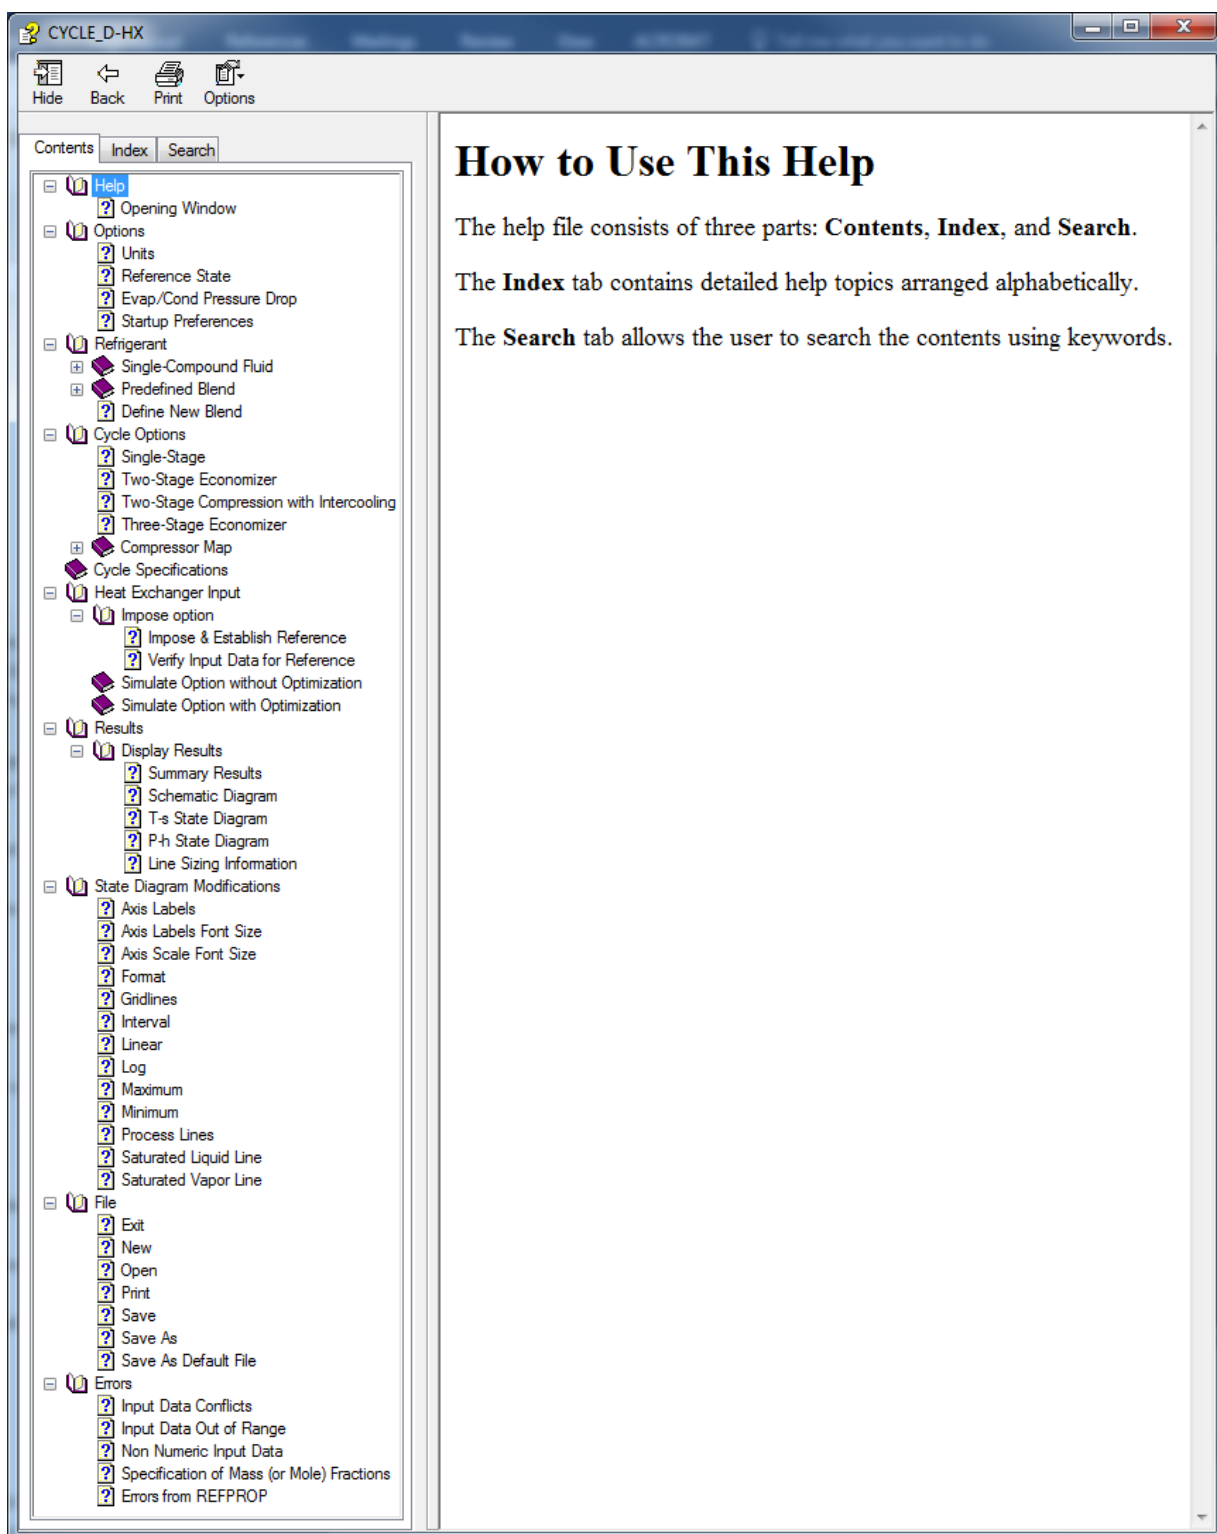 CYCLE_D-HX
Hide Back Print Options
Contents Index Search
Help
Opening Window
Options
Units
Reference State
Evap/Cond Pressure Drop
Startup Preferences
Refrigerant
Single-Compound Fluid
Predefined Blend
Define New Blend
Cycle Options
Single-Stage
Two-Stage Economizer
Two-Stage Compression with Intercooling
Three-Stage Economizer
Compressor Map
Cycle Specifications
Heat Exchanger Input
Impose option
Impose & Establish Reference
Verify Input Data for Reference
Simulate Option without Optimization
Simulate Option with Optimization
Results
Display Results
Summary Results
Schematic Diagram
T-s State Diagram
P-h State Diagram
Line Sizing Information
State Diagram Modifications
Axis Labels
Axis Labels Font Size
Axis Scale Font Size
Format
Gridlines
Interval
Linear
Log
Maximum
Minimum
Process Lines
Saturated Liquid Line
Saturated Vapor Line
File
Exit
New
Open
Print
Save
Save As
Save As Default File
Errors
Input Data Conflicts
Input Data Out of Range
Non Numeric Input Data
Specification of Mass (or Mole) Fractions
Errors from REFPROP
How to Use This Help
The help file consists of three parts: Contents, Index, and Search.
The Index tab contains detailed help topics arranged alphabetically.
The Search tab allows the user to search the contents using keywords.